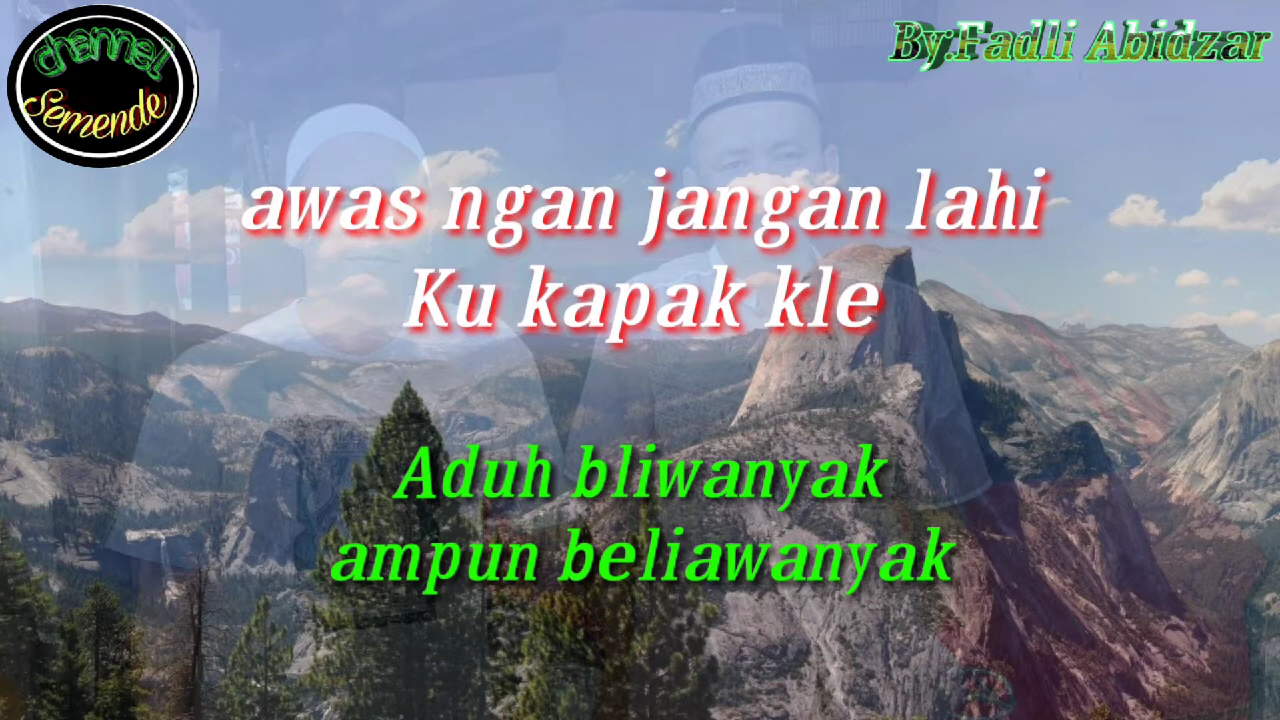 channel
Semende
By:Fadli Abidzar
awas ngan jangan lahi
Ku kapak kle
Aduh bliwanyak
ampun beliawanyak